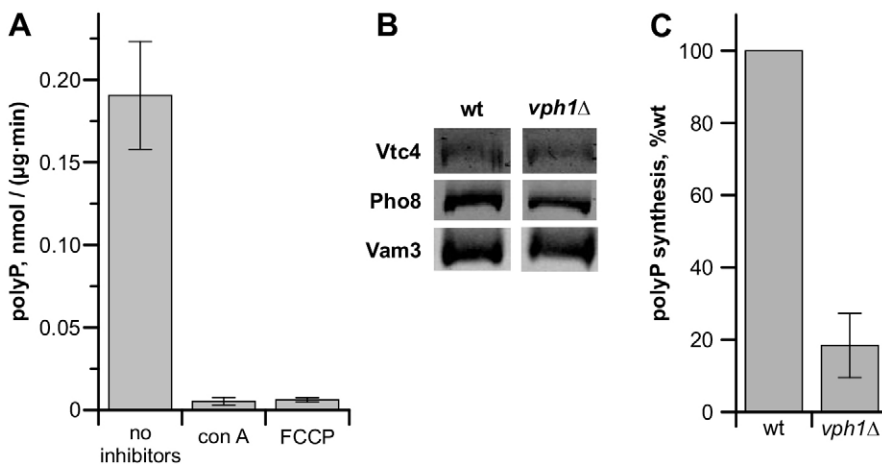 A
polyP, nmol / (µg·min)
0.20
0.15
0.10
0.05
0
no
inhibitors
con A
FCCP
B
wt
vph1Δ
Vtc4
Pho8
Vam3
C
polyP synthesis, %wt
100
80
60
40
20
0
wt
vph1Δ